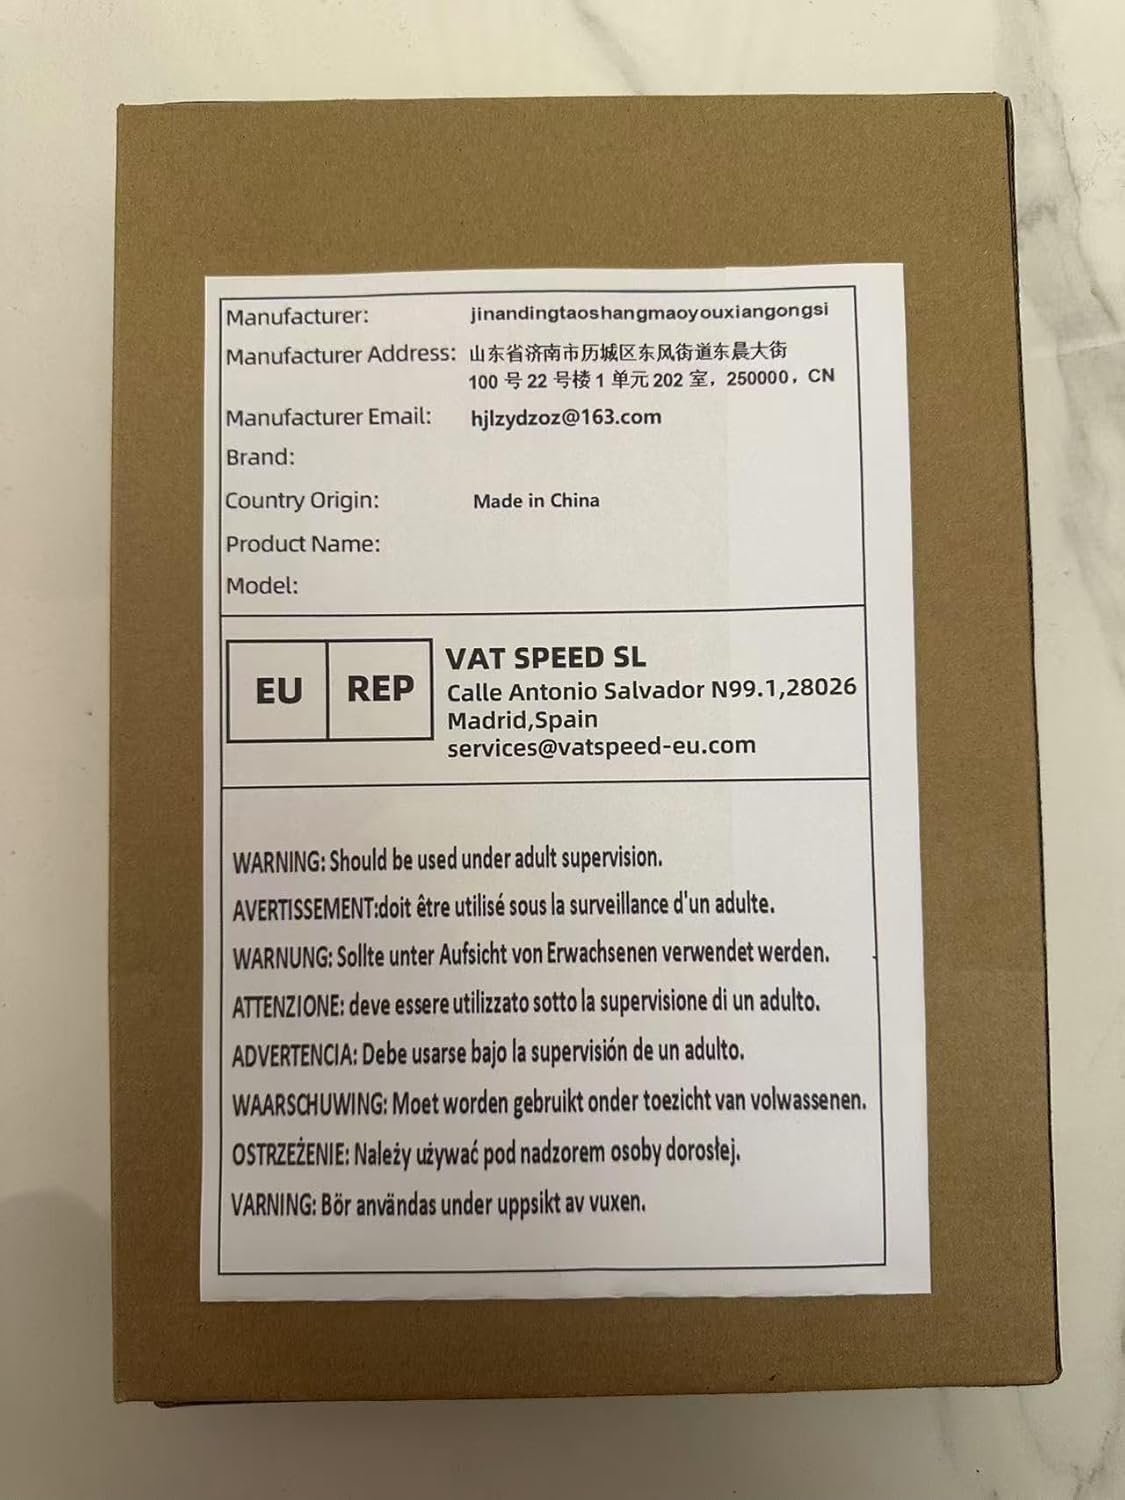 Manufacturer: jinandingtaoshangmaoyouxiangongsi
Manufacturer Address: 山东省济南市历城区东风街道东晨大街
100 号 22 号楼 1 单元 202 室，250000，CN
Manufacturer Email: hjlzydzoz@163.com
Brand:
Country Origin: Made in China
Product Name:
Model:
EU REP
VAT SPEED SL
Calle Antonio Salvador N99.1,28026
Madrid,Spain
services@vatspeed-eu.com
WARNING: Should be used under adult supervision.
AVERTISSEMENT:doit être utilisé sous la surveillance d'un adulte.
WARNUNG: Sollte unter Aufsicht von Erwachsenen verwendet werden.
ATTENZIONE: deve essere utilizzato sotto la supervisione di un adulto.
ADVERTENCIA: Debe usarse bajo la supervisión de un adulto.
WAARSCHUWING: Moet worden gebruikt onder toezicht van volwassenen.
OSTRZEŻENIE: Należy używać pod nadzorem osoby dorosłej.
VARNING: Bör användas under uppsikt av vuxen.